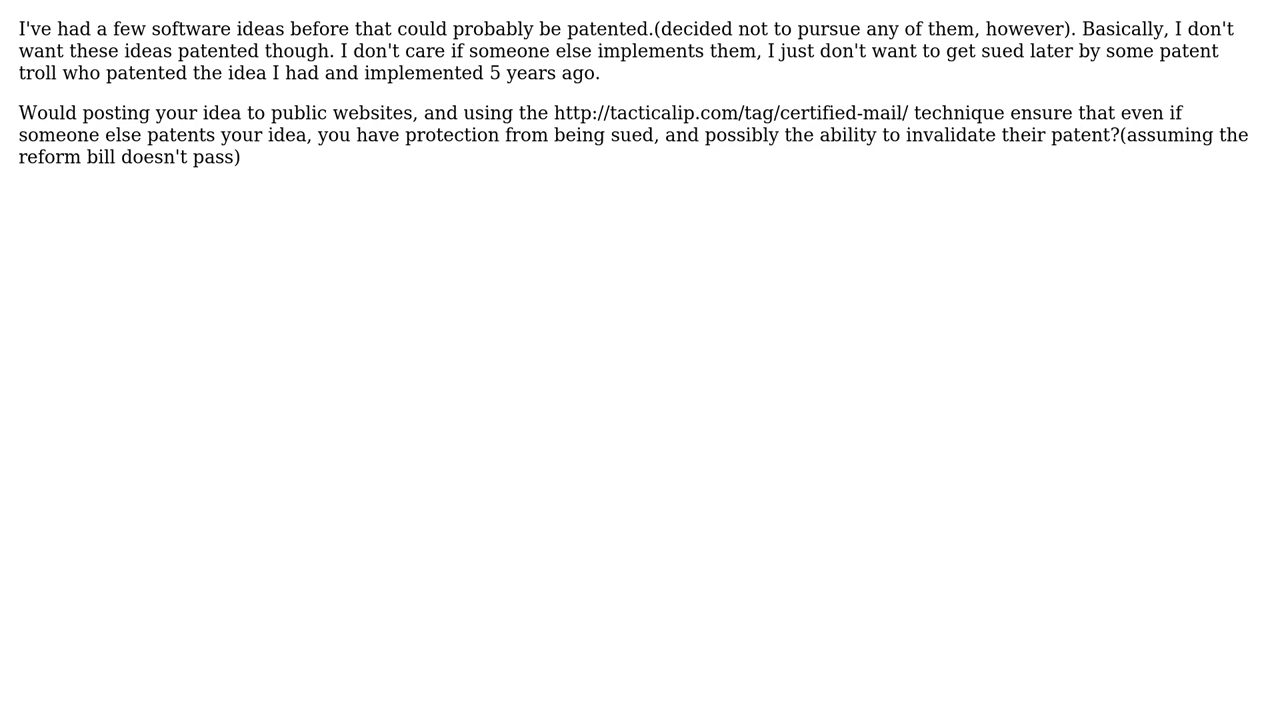 I've had a few software ideas before that could probably be patented.(decided not to pursue any of them, however). Basically, I don't
want these ideas patented though. I don't care if someone else implements them, I just don't want to get sued later by some patent
troll who patented the idea I had and implemented 5 years ago.
Would posting your idea to public websites, and using the http://tacticalip.com/tag/certified-mail/ technique ensure that even if
someone else patents your idea, you have protection from being sued, and possibly the ability to invalidate their patent?(assuming the
reform bill doesn't pass)